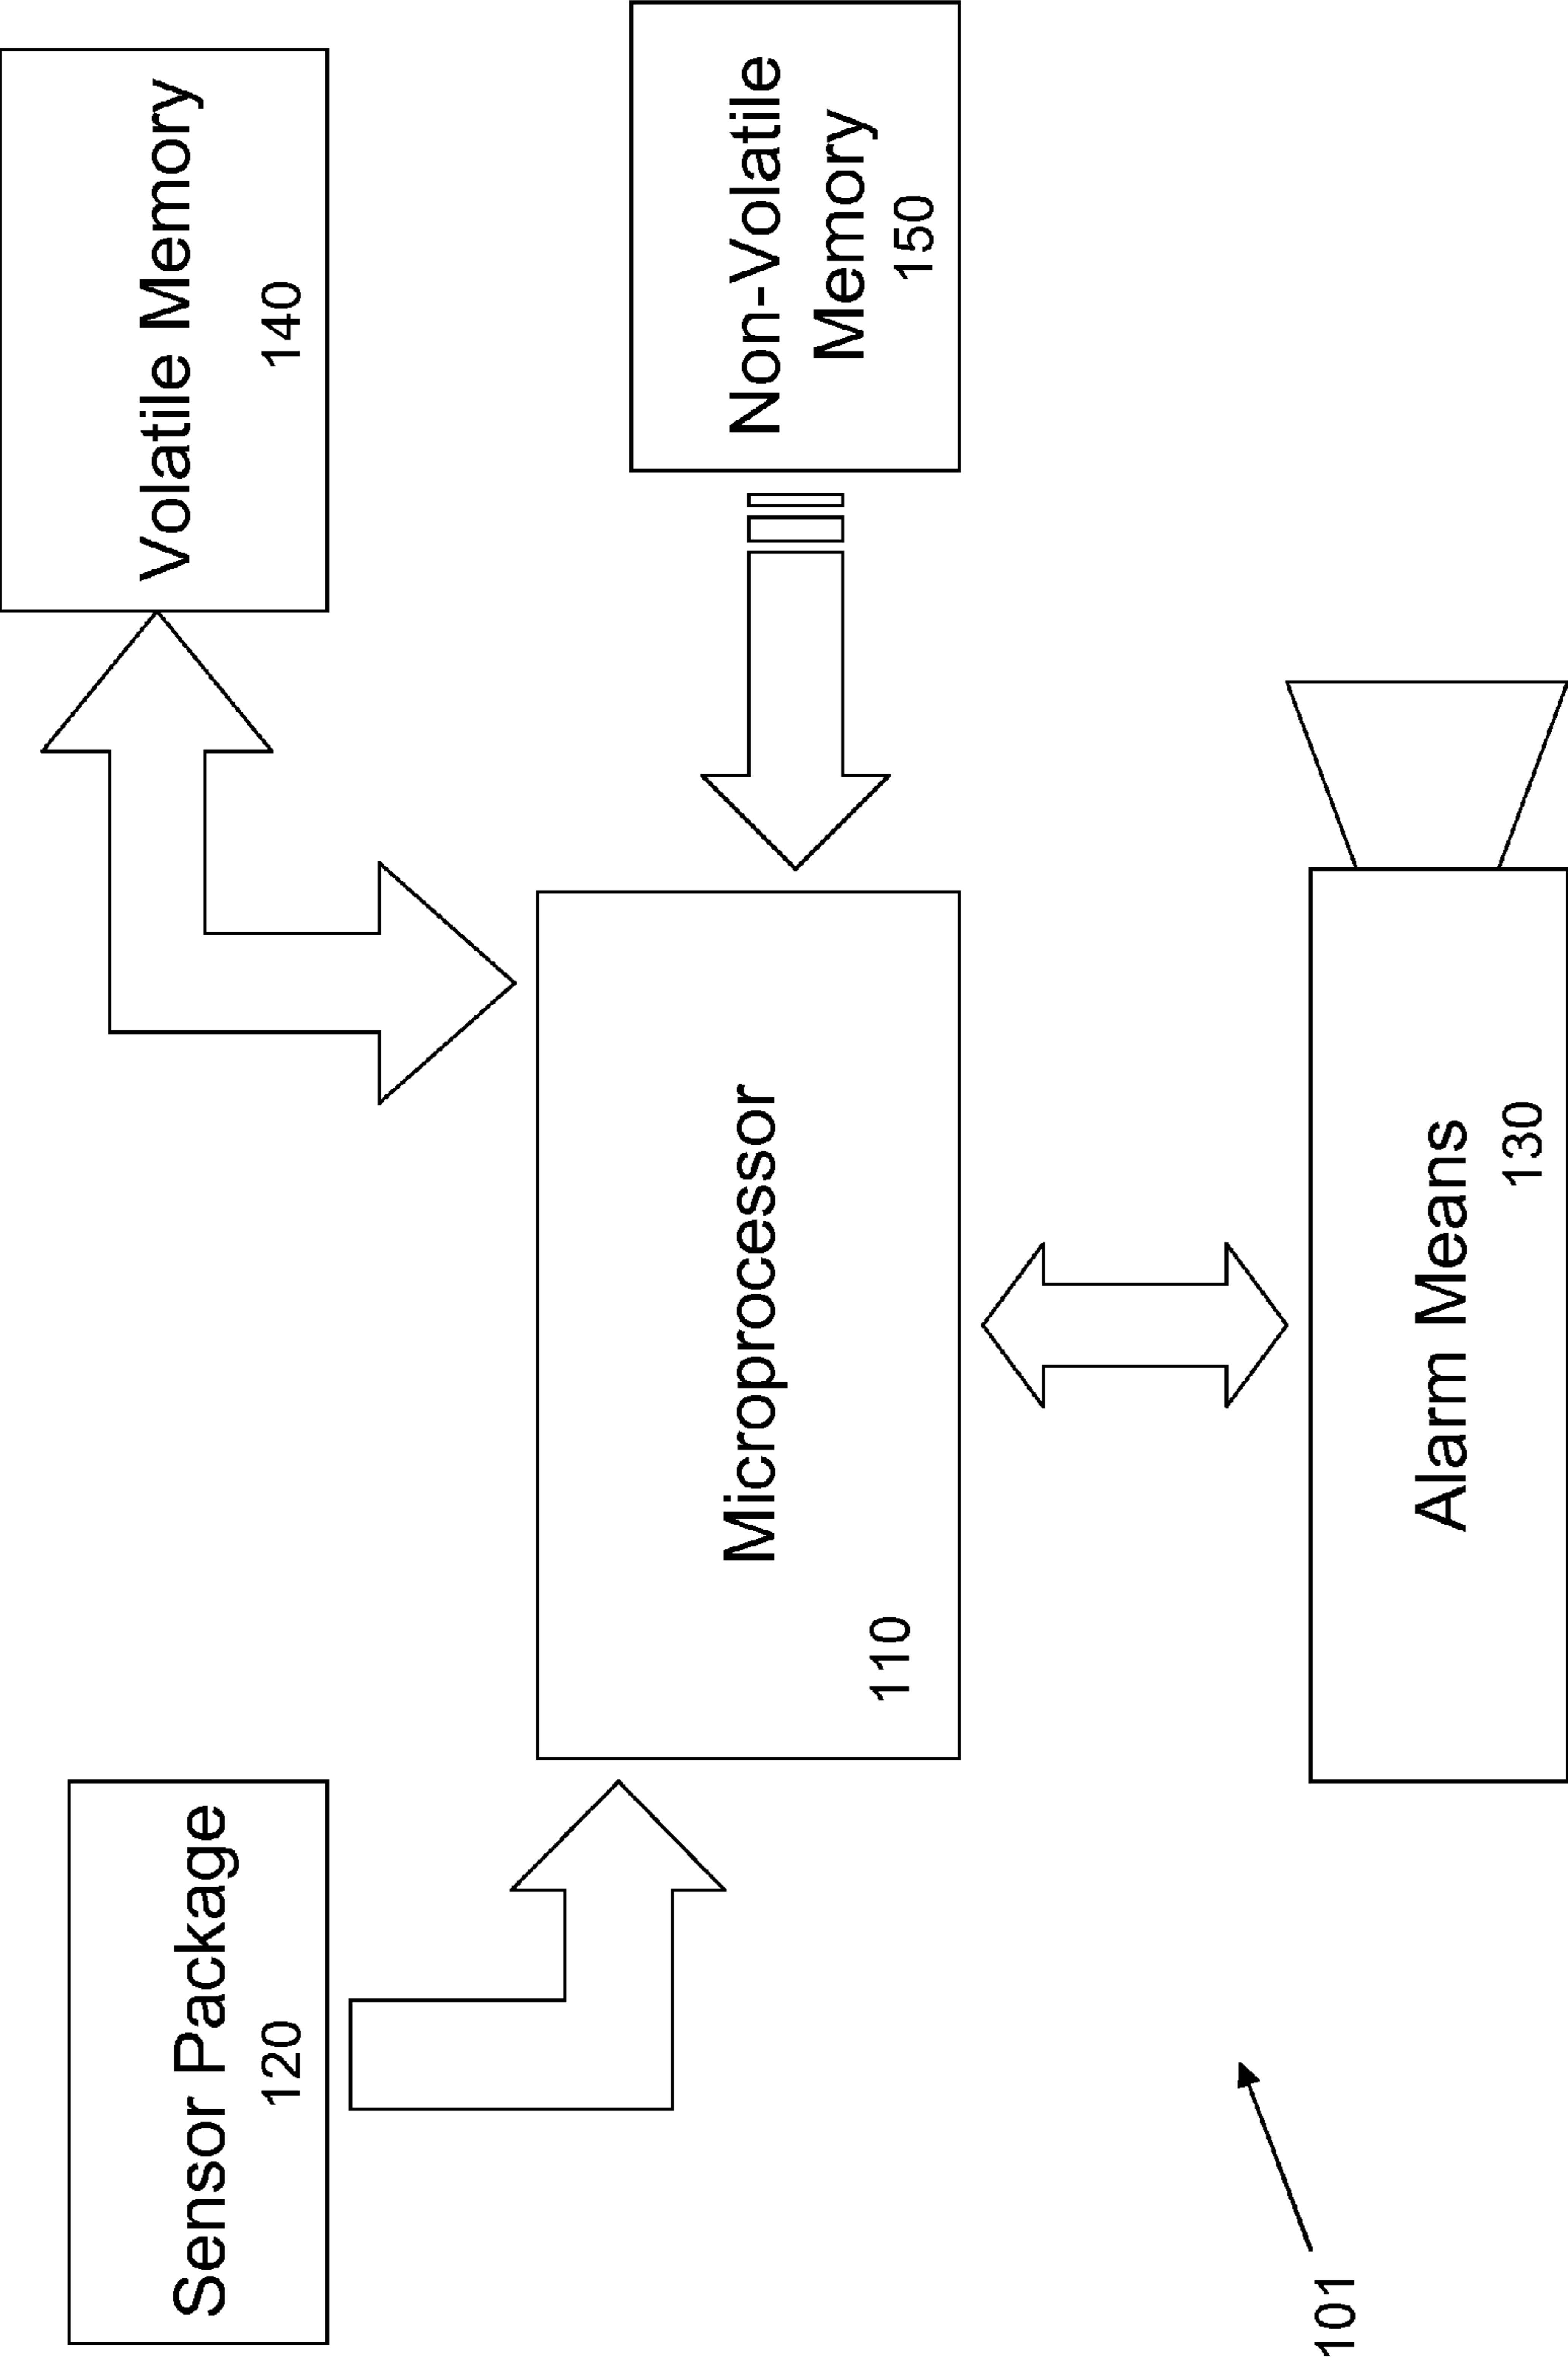 Sensor Package
120
Volatile Memory
140
Microprocessor
110
Non-Volatile
Memory
150
Alarm Means
130
101